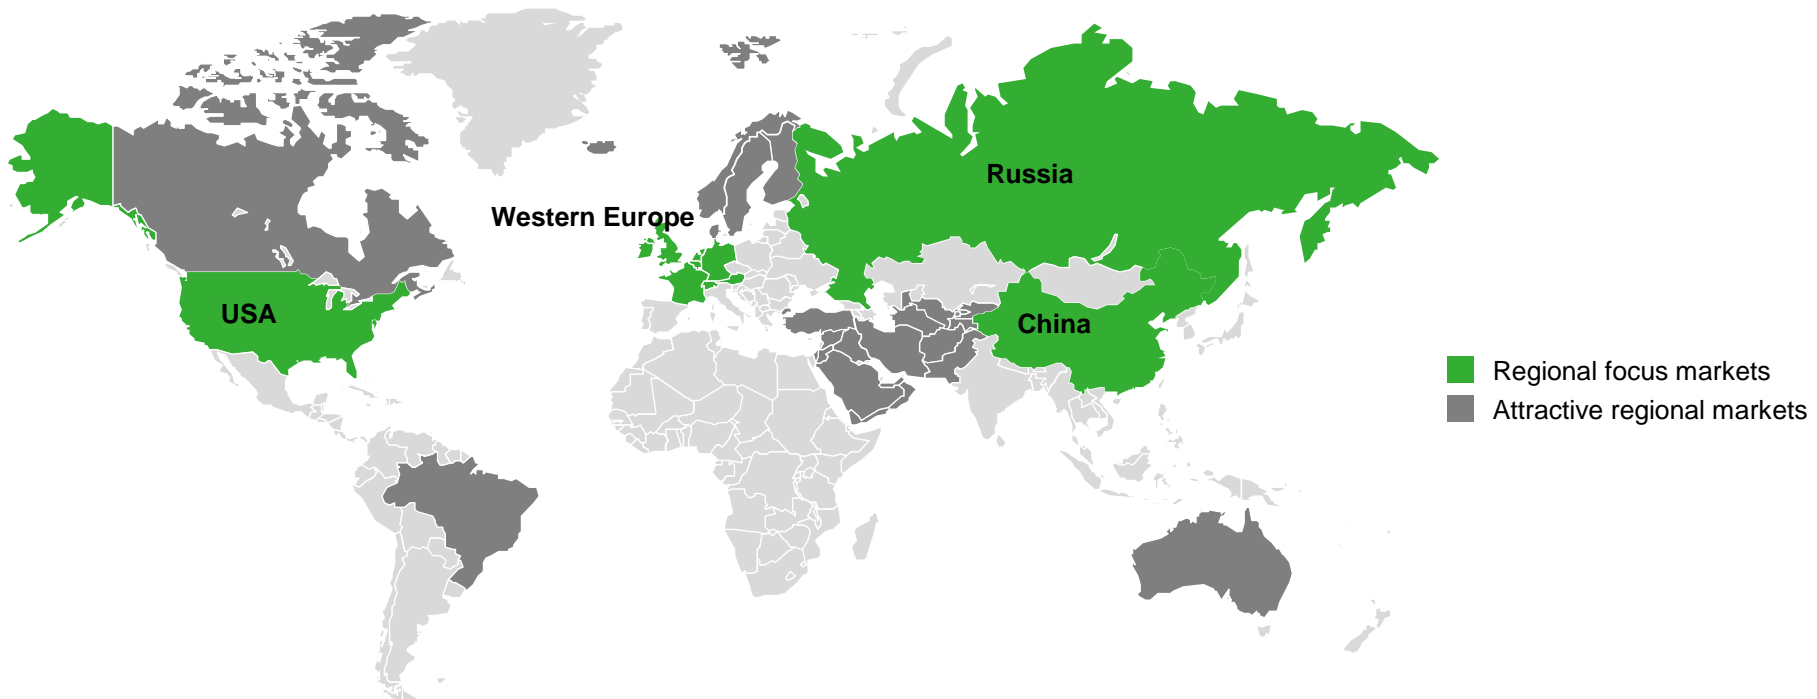 Russia
Western Europe
USA
China
Regional focus markets
Attractive regional markets